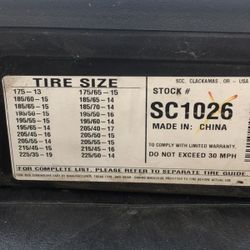 TIRE SIZE
175-13 175/65-15
185/60-15 185/65-15
185/65-14 185/70-14
195/50-15 195/55-15
195/55-14 195/60-14
195/65-14 205/40-17
205/45-16 205/50-15
205/55-15 205/55-14
215/45-15 215/45-16
225/35-19 225/50-14
SCC, CLACKAMAS OR - USA
STOCK #
SC1026
MADE IN: CHINA
TO COMPLY WITH LIMITED WARRANTY,
DO NOT EXCEED 30 MPH
FOR COMPLETE LIST, PLEASE REFER TO SEPARATE TIRE GUIDE